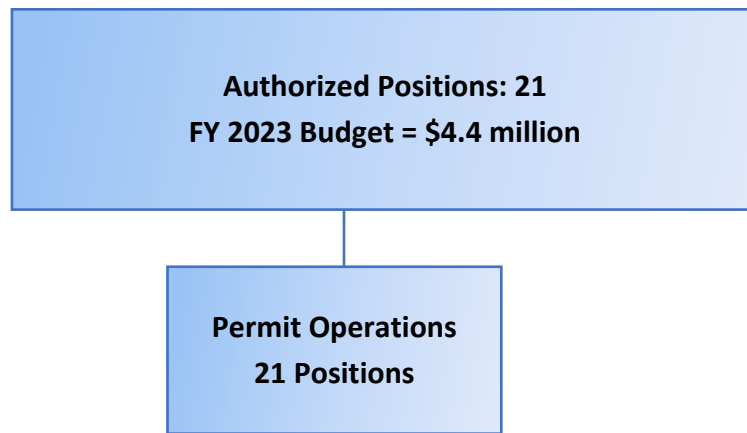 Authorized Positions: 21
FY 2023 Budget = $4.4 million
Permit Operations
21 Positions